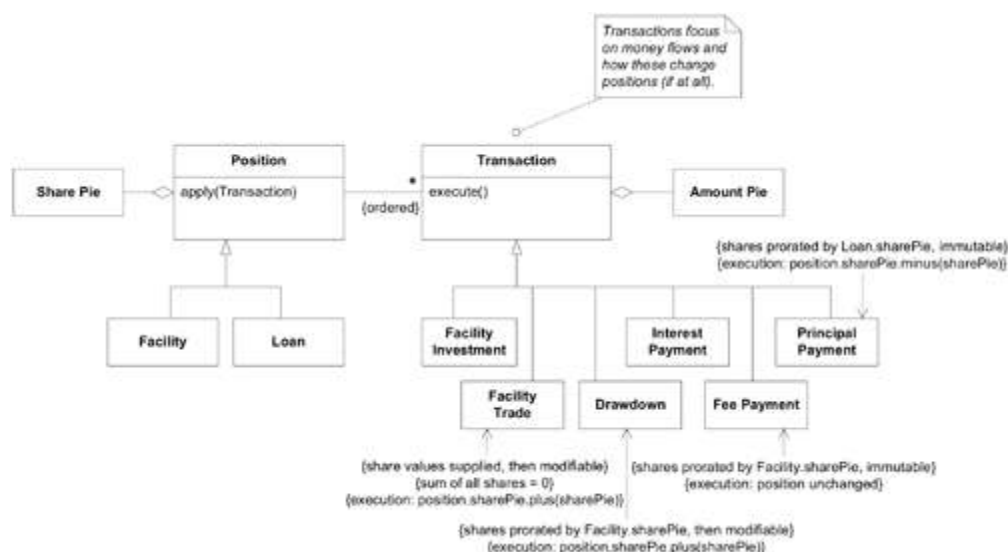 Transactions focus
on money flows and
how these change
positions (if at all).
Position
Transaction
Share Pie
apply(Transaction)
*
{ordered}
execute()
Amount Pie
{shares prorated by Loan.sharePie, immutable}
{execution: position.sharePie.minus(sharePie)}
Facility
Loan
Facility
Investment
Interest
Payment
Principal
Payment
Facility
Trade
Drawdown
Fee Payment
{share values supplied, then modifiable}
{sum of all shares = 0}
{execution: position.sharePie.plus(sharePie)}
{shares prorated by Facility.sharePie, immutable}
{execution: position unchanged}
{shares prorated by Facility.sharePie, then modifiable}
{execution: position.sharePie.plus(sharePie)}